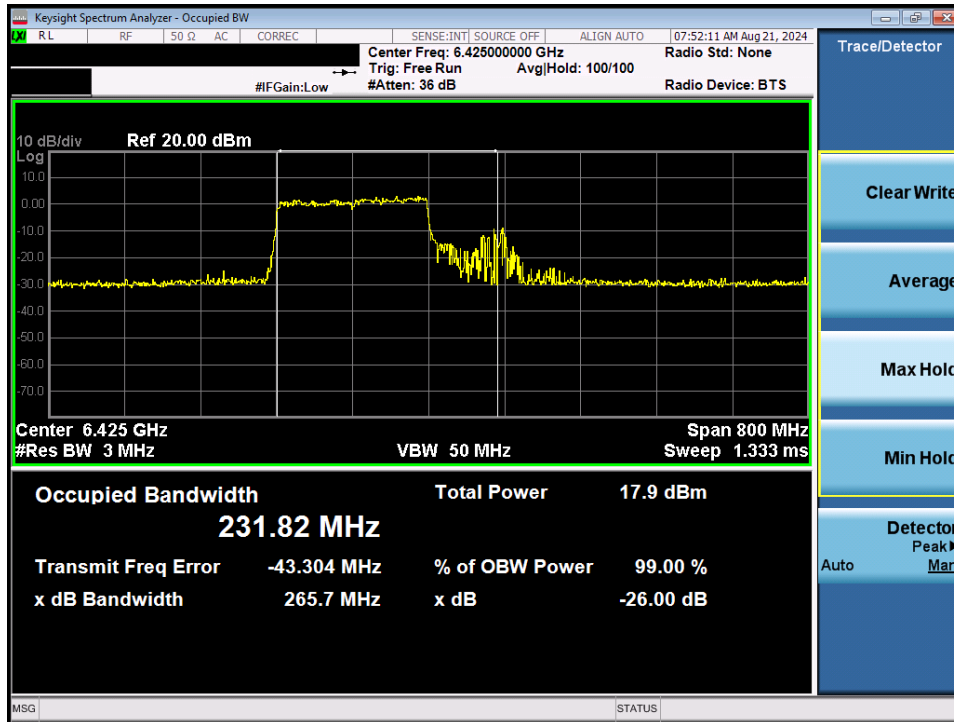 Keysight Spectrum Analyzer - Occupied BW
LXI RL RF 50 Ω AC CORREC SENSE:INT SOURCE OFF ALIGN AUTO 07:52:11 AM Aug 21, 2024
Center Freq: 6.425000000 GHz Radio Std: None
Trig: Free Run Avg|Hold: 100/100
#IFGain:Low #Atten: 36 dB Radio Device: BTS
Trace/Detector
10 dB/div Ref 20.00 dBm
Log
10.0
0.00
-10.0
-20.0
-30.0
-40.0
-50.0
-60.0
-70.0
Center 6.425 GHz Span 800 MHz
#Res BW 3 MHz VBW 50 MHz Sweep 1.333 ms
Occupied Bandwidth Total Power 17.9 dBm
231.82 MHz
Transmit Freq Error -43.304 MHz % of OBW Power 99.00 %
x dB Bandwidth 265.7 MHz x dB -26.00 dB
Clear Write
Average
Max Hold
Min Hold
Detector
Peak
Auto Man
MSG STATUS